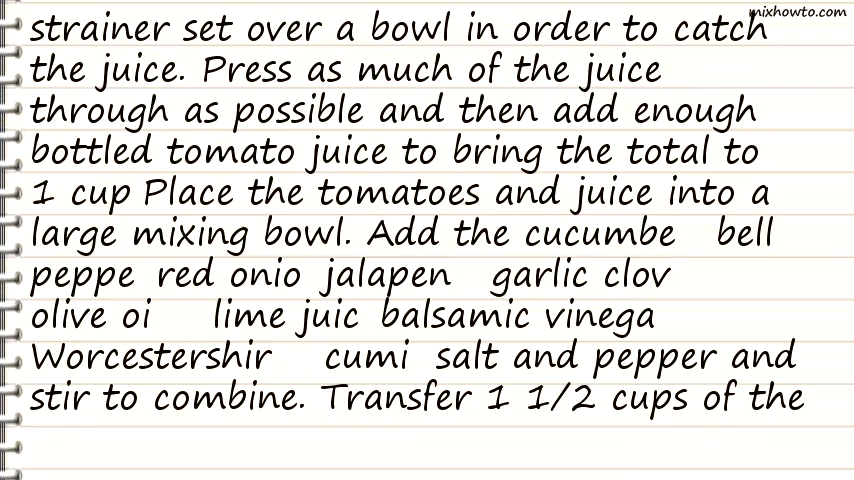 mixhowto.com
strainer set over a bowl in order to catch
the juice. Press as much of the juice
through as possible and then add enough
bottled tomato juice to bring the total to
1 cup Place the tomatoes and juice into a
large mixing bowl. Add the cucumbe bell
peppe red onio jalapen garlic clov
olive oi lime juic balsamic vinega
Worcestershir cumi salt and pepper and
stir to combine. Transfer 1 1/2 cups of the